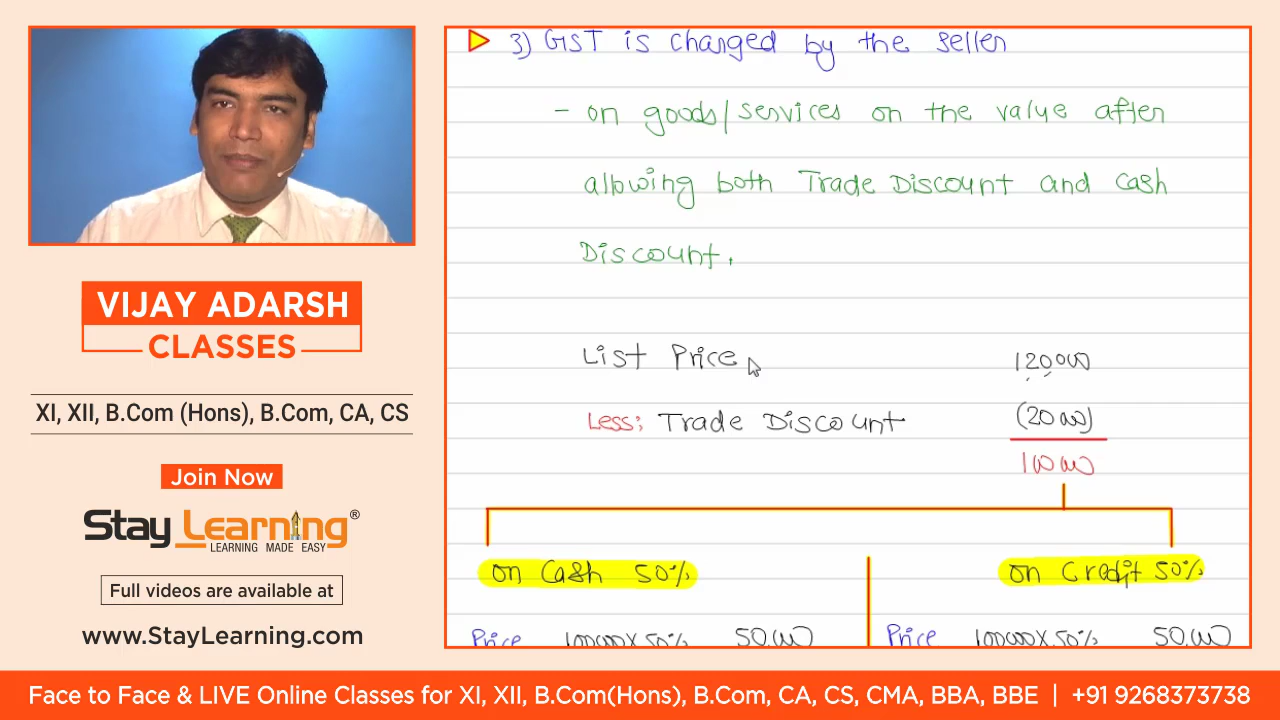 VIJAY ADARSH
CLASSES
XI, XII, B.Com (Hons), B.Com, CA, CS
Join Now
Stay Learning®
LEARNING MADE EASY
Full videos are available at
www.StayLearning.com
3) GST is charged by the seller
- on goods/services on the value after
allowing both Trade Discount and Cash
Discount.
List Price 120000
Less: Trade Discount (20000)
100000
on Cash 50% on Credit 50%
Price 100000X50% 50,000 Price 100000X50% 50,000
Face to Face & LIVE Online Classes for XI, XII, B.Com(Hons), B.Com, CA, CS, CMA, BBA, BBE | +91 9268373738